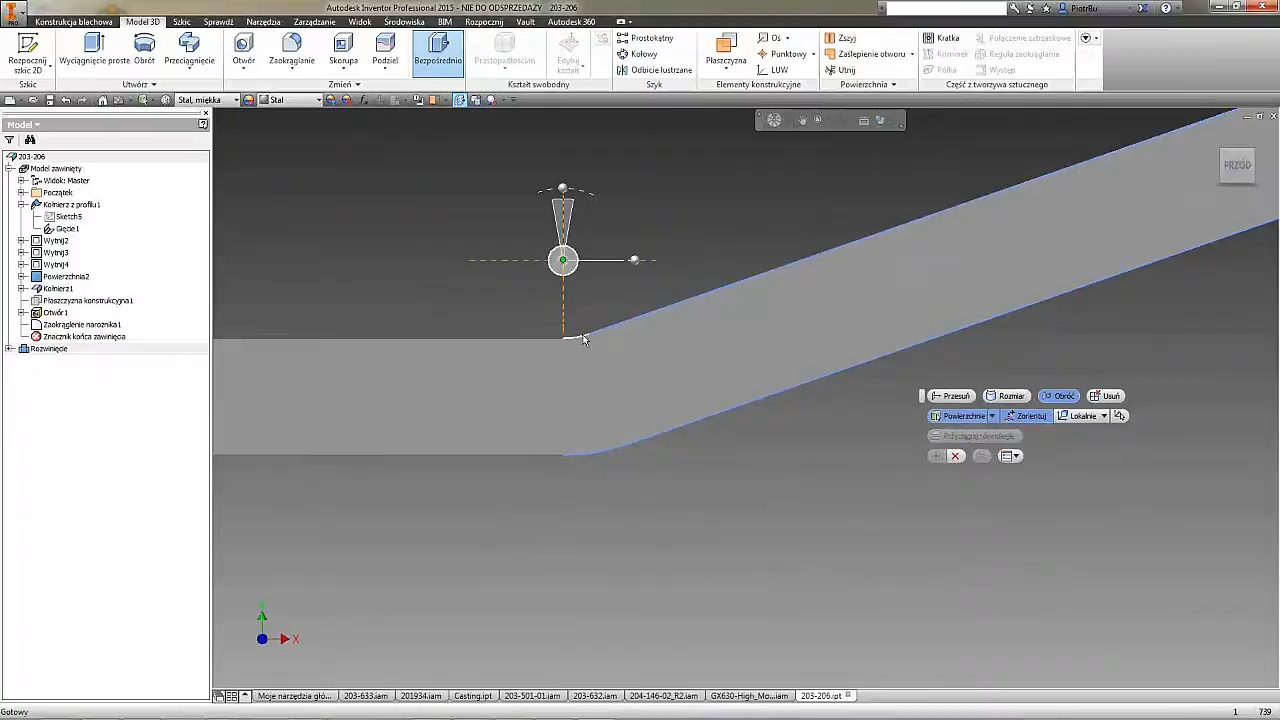 Autodesk Inventor Professional 2015 - NIE DO ODSPRZEDAŻY 203-206
PiotrBu
PRO
Konstrukcja blachowa Model 3D Szkic Sprawdź Narzędzia Zarządzanie Widok Środowiska BIM Rozpocznij Vault Autodesk 360
Rozpocznij szkic 2D
Wyciągnięcie proste Obrót Przeciągnięcie
Otwór Zaokrąglanie Skorupa Podziel Bezpośrednio
Prostopadłościan
Edytuj kształt
Prostokątny
Kołowy
Odbicie lustrzane
Płaszczyzna
Oś
Punktowy
LUW
Zszyj
Zaślepienie otworu
Utnij
Kratka
Kominek
Półka
Połączenie zatrzaskowe
Reguła zaokrąglania
Występ
Szkic Utwórz Zmień Kształt swobodny Szyk Elementy konstrukcyjne Powierzchnia Część z tworzywa sztucznego
Stal, miękka Stal
Model
203-206
Model zawinięty
Widok: Master
Początek
Kołnierz z profilu1
Sketch5
Gięcie1
Wytnij2
Wytnij3
Wytnij4
Powierzchnia2
Kołnierz1
Płaszczyzna konstrukcyjna1
Otwór1
Zaokrąglenie narożnika1
Znacznik końca zawinięcia
Rozwinięcie
PRZÓD
Przesuń Rozmiar Obróć Usuń
Powierzchnie Zorientuj Lokalnie
Przyciągnij równolegle
X
Moje narzędzia głó... 203-633.iam 201934.iam Casting.ipt 203-501-01.iam 203-632.iam 204-146-02_R2.iam GX630-High_Mo...iam 203-206.ipt
Gotowy 1 739